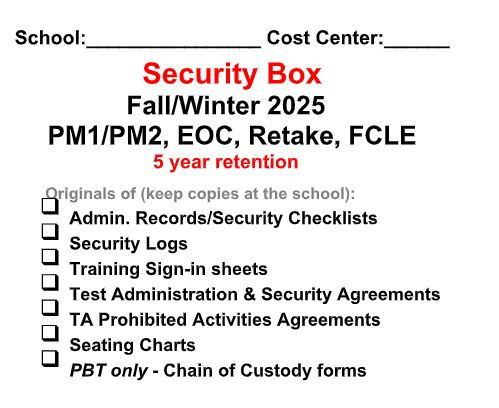 School:________________ Cost Center:______
Security Box
Fall/Winter 2025
PM1/PM2, EOC, Retake, FCLE
5 year retention
Originals of (keep copies at the school):
❑ Admin. Records/Security Checklists
❑ Security Logs
❑ Training Sign-in sheets
❑ Test Administration & Security Agreements
❑ TA Prohibited Activities Agreements
❑ Seating Charts
❑ PBT only - Chain of Custody forms